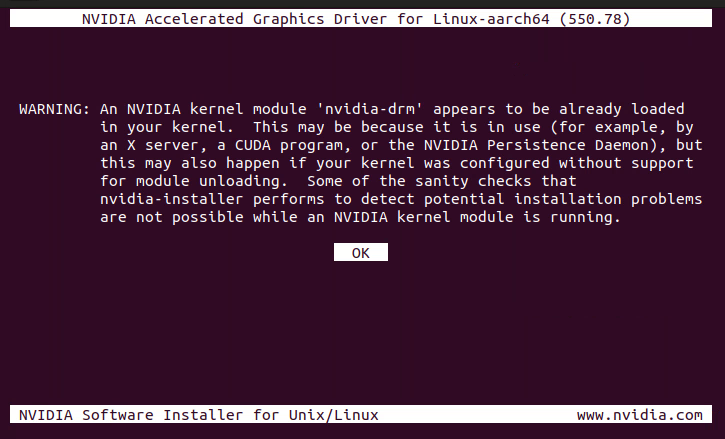 NVIDIA Accelerated Graphics Driver for Linux-aarch64 (550.78)
WARNING: An NVIDIA kernel module 'nvidia-drm' appears to be already loaded
in your kernel.  This may be because it is in use (for example, by
an X server, a CUDA program, or the NVIDIA Persistence Daemon), but
this may also happen if your kernel was configured without support
for module unloading.  Some of the sanity checks that
nvidia-installer performs to detect potential installation problems
are not possible while an NVIDIA kernel module is running.
OK
NVIDIA Software Installer for Unix/Linux www.nvidia.com